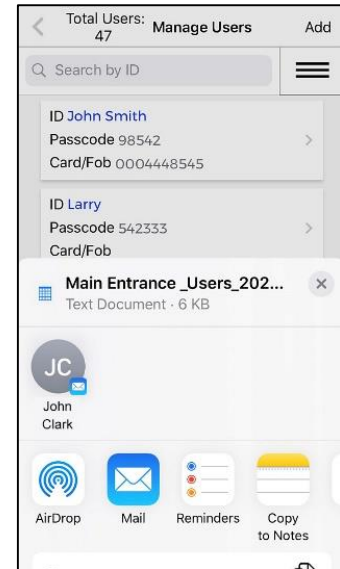 Total Users:
47
Manage Users
Add
Search by ID
ID John Smith
Passcode 98542
Card/Fob 0004448545
ID Larry
Passcode 542333
Card/Fob
Main Entrance _Users_202...
Text Document · 6 KB
JC
John
Clark
AirDrop
Mail
Reminders
Copy
to Notes